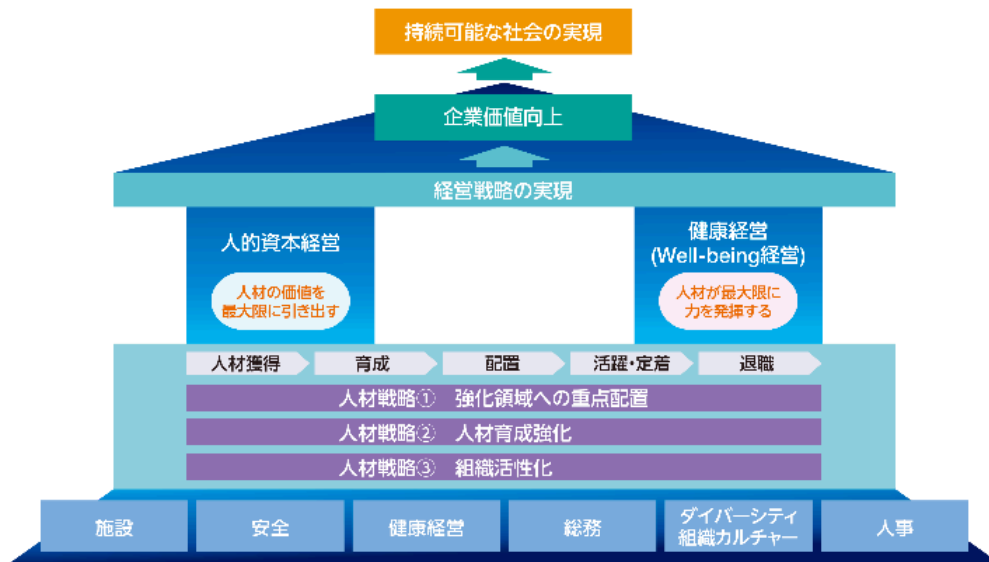 持続可能な社会の実現
企業価値向上
経営戦略の実現
人的資本経営
人材の価値を
最大限に引き出す
健康経営
(Well-being経営)
人材が最大限に
力を発揮する
人材獲得
育成
配置
活躍・定着
退職
人材戦略① 強化領域への重点配置
人材戦略② 人材育成強化
人材戦略③ 組織活性化
施設
安全
健康経営
総務
ダイバーシティ
組織カルチャー
人事